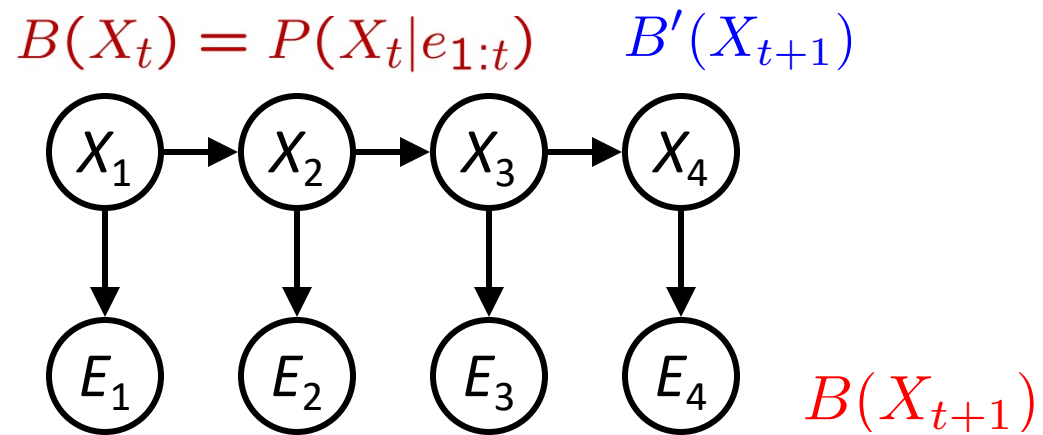 B(X_t) = P(X_t|e_{1:t}) B'(X_{t+1})
X_1 X_2 X_3 X_4
E_1 E_2 E_3 E_4
B(X_{t+1})